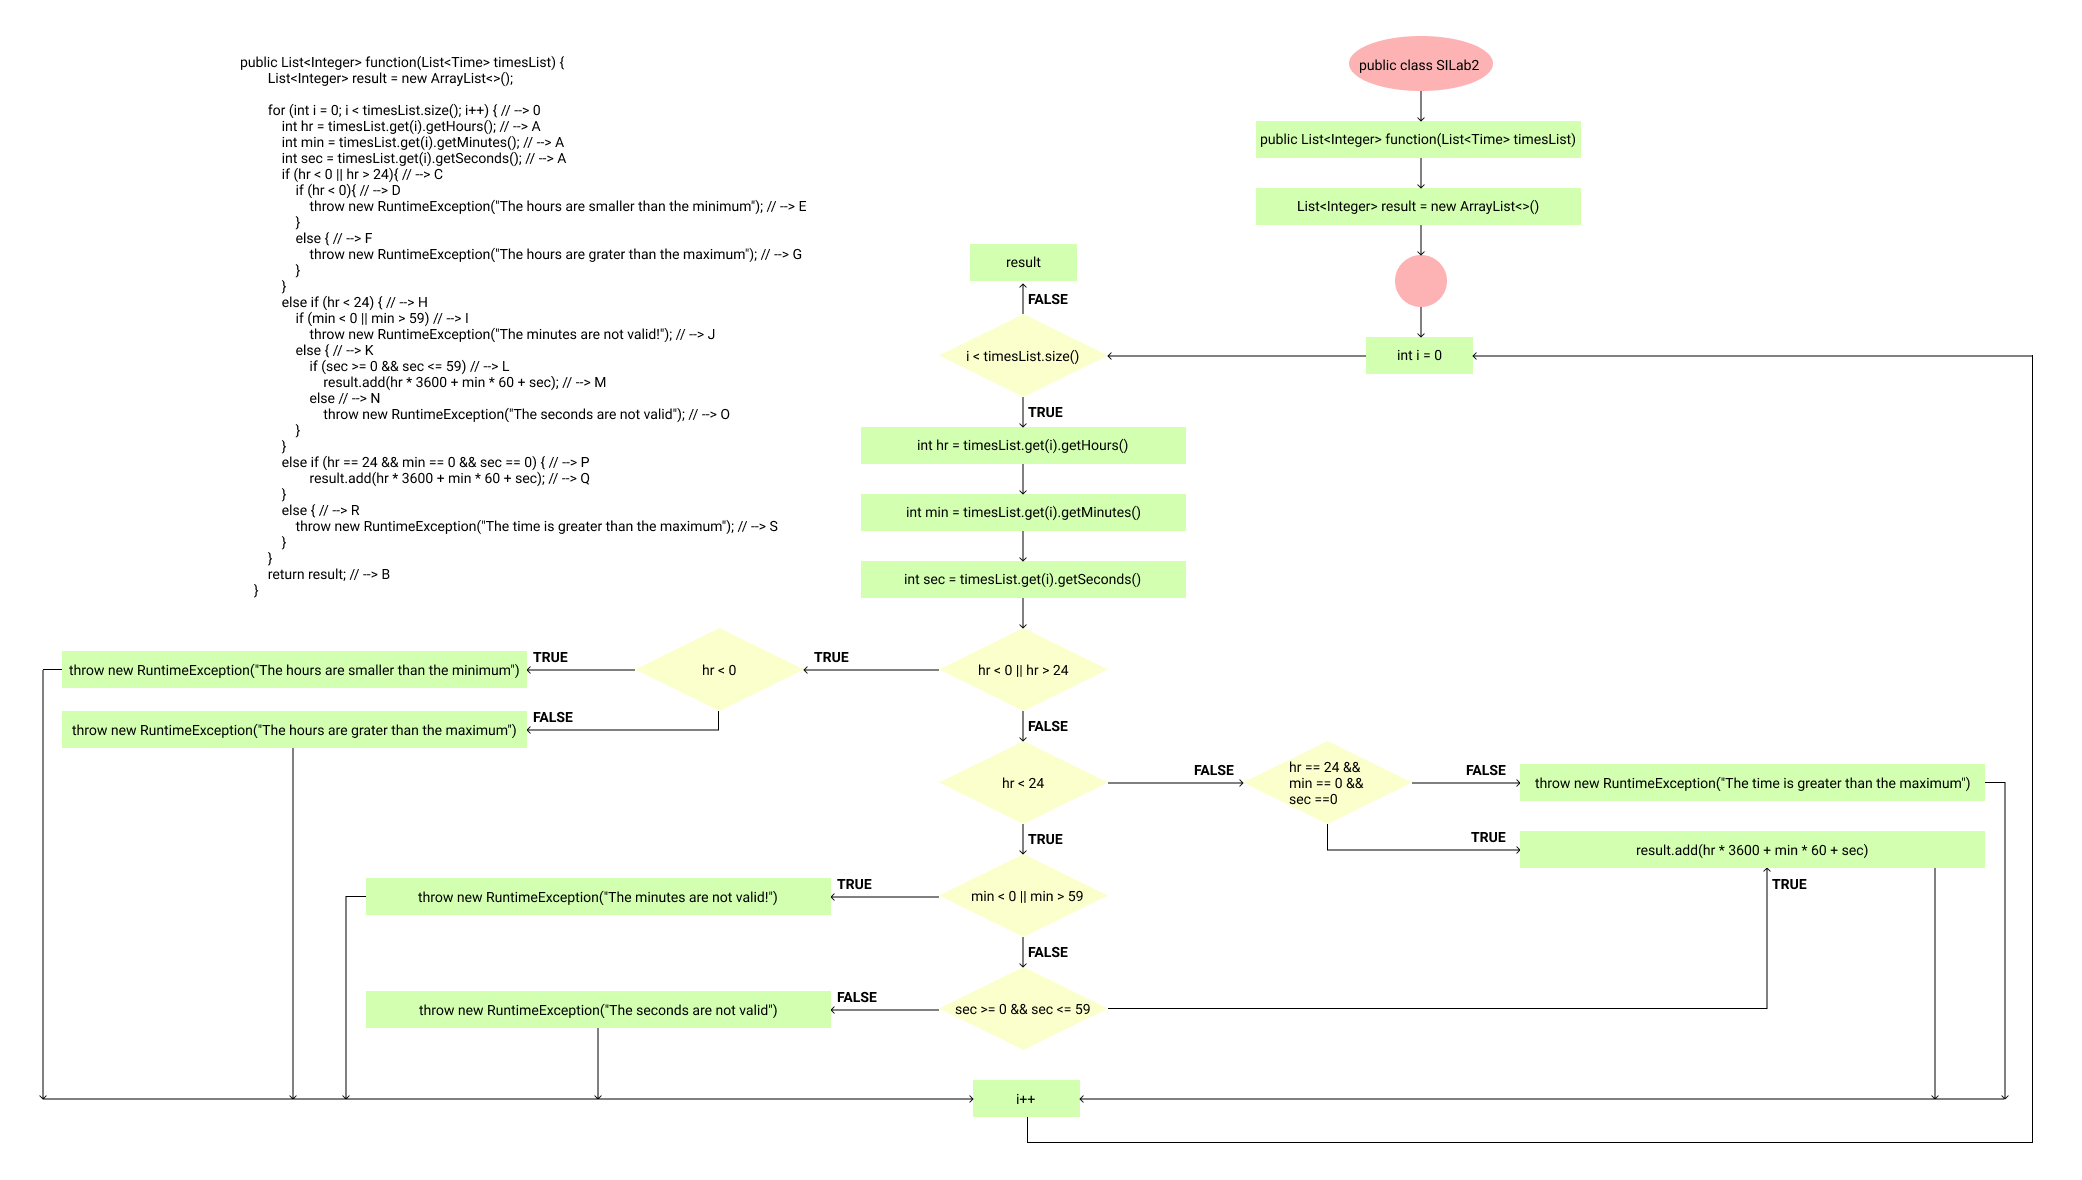 public List<Integer> function(List<Time> timesList) {
List<Integer> result = new ArrayList<>();
for (int i = 0; i < timesList.size(); i++) { // --> 0
int hr = timesList.get(i).getHours(); // --> A
int min = timesList.get(i).getMinutes(); // --> A
int sec = timesList.get(i).getSeconds(); // --> A
if (hr < 0 || hr > 24){ // --> C
if (hr < 0){ // --> D
throw new RuntimeException("The hours are smaller than the minimum"); // --> E
}
else { // --> F
throw new RuntimeException("The hours are grater than the maximum"); // --> G
}
}
else if (hr < 24) { // --> H
if (min < 0 || min > 59) // --> I
throw new RuntimeException("The minutes are not valid!"); // --> J
else { // --> K
if (sec >= 0 && sec <= 59) // --> L
result.add(hr * 3600 + min * 60 + sec); // --> M
else // --> N
throw new RuntimeException("The seconds are not valid"); // --> O
}
}
else if (hr == 24 && min == 0 && sec == 0) { // --> P
result.add(hr * 3600 + min * 60 + sec); // --> Q
}
else { // --> R
throw new RuntimeException("The time is greater than the maximum"); // --> S
}
}
return result; // --> B
}
public class SILab2
public List<Integer> function(List<Time> timesList)
List<Integer> result = new ArrayList<>()
result
FALSE
i < timesList.size()
int i = 0
TRUE
int hr = timesList.get(i).getHours()
int min = timesList.get(i).getMinutes()
int sec = timesList.get(i).getSeconds()
throw new RuntimeException("The hours are smaller than the minimum")
TRUE
hr < 0
TRUE
hr < 0 || hr > 24
throw new RuntimeException("The hours are grater than the maximum")
FALSE
FALSE
hr < 24
FALSE
hr == 24 &&
min == 0 &&
sec ==0
FALSE
throw new RuntimeException("The time is greater than the maximum")
TRUE
TRUE
result.add(hr * 3600 + min * 60 + sec)
throw new RuntimeException("The minutes are not valid!")
TRUE
min < 0 || min > 59
TRUE
FALSE
throw new RuntimeException("The seconds are not valid")
FALSE
sec >= 0 && sec <= 59
i++